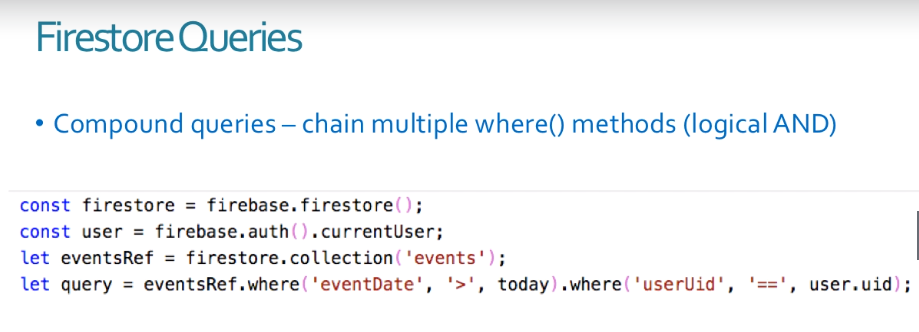 Firestore Queries
• Compound queries – chain multiple where() methods (logical AND)
const firestore = firebase.firestore();
const user = firebase.auth().currentUser;
let eventsRef = firestore.collection('events');
let query = eventsRef.where('eventDate', '>', today).where('userUid', '==', user.uid);